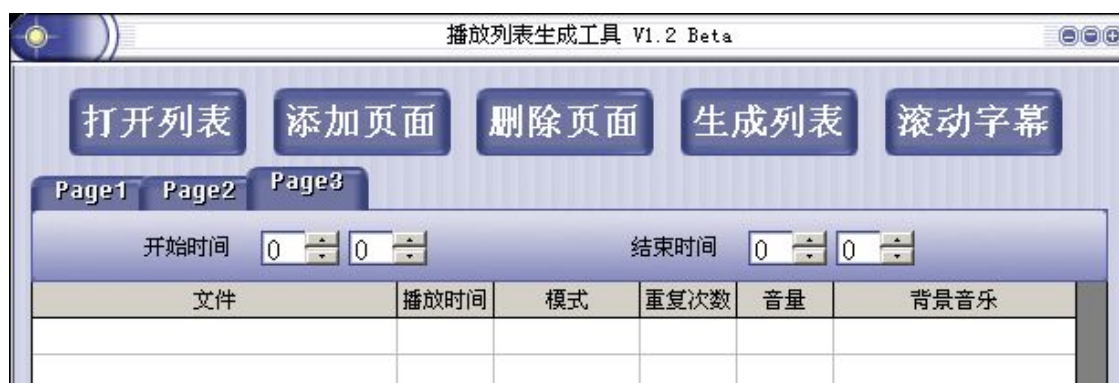 播放列表生成工具 V1.2 Beta
打开列表 添加页面 删除页面 生成列表 滚动字幕
Page1 Page2 Page3
开始时间 0 0 结束时间 0 0
文件 播放时间 模式 重复次数 音量 背景音乐